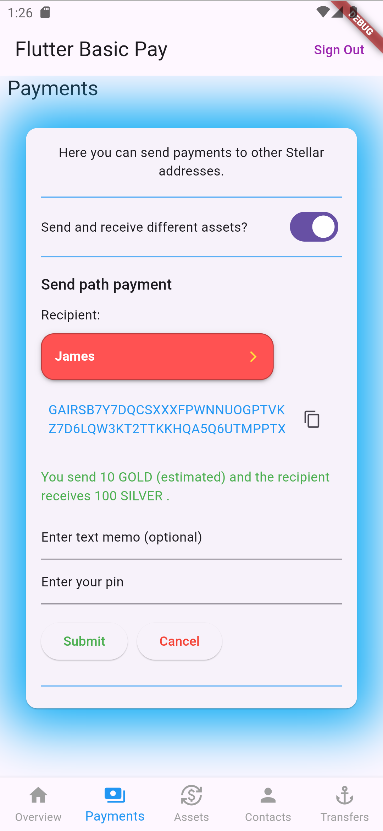 1:26
DEBUG
Flutter Basic Pay
Sign Out
Payments
Here you can send payments to other Stellar
addresses.
Send and receive different assets?
Send path payment
Recipient:
James
GAIRSB7Y7DQCSXXXFPWNNUOGPTVK
Z7D6LQW3KT2TTKKHQA5Q6UTMPPTX
You send 10 GOLD (estimated) and the recipient
receives 100 SILVER .
Enter text memo (optional)
Enter your pin
Submit
Cancel
Overview
Payments
Assets
Contacts
Transfers